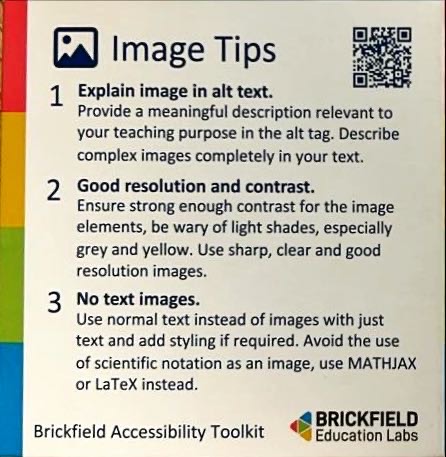 Image Tips
1 Explain image in alt text.
Provide a meaningful description relevant to
your teaching purpose in the alt tag. Describe
complex images completely in your text.
2 Good resolution and contrast.
Ensure strong enough contrast for the image
elements, be wary of light shades, especially
grey and yellow. Use sharp, clear and good
resolution images.
3 No text images.
Use normal text instead of images with just
text and add styling if required. Avoid the use
of scientific notation as an image, use MATHJAX
or LaTeX instead.
Brickfield Accessibility Toolkit
BRICKFIELD
Education Labs